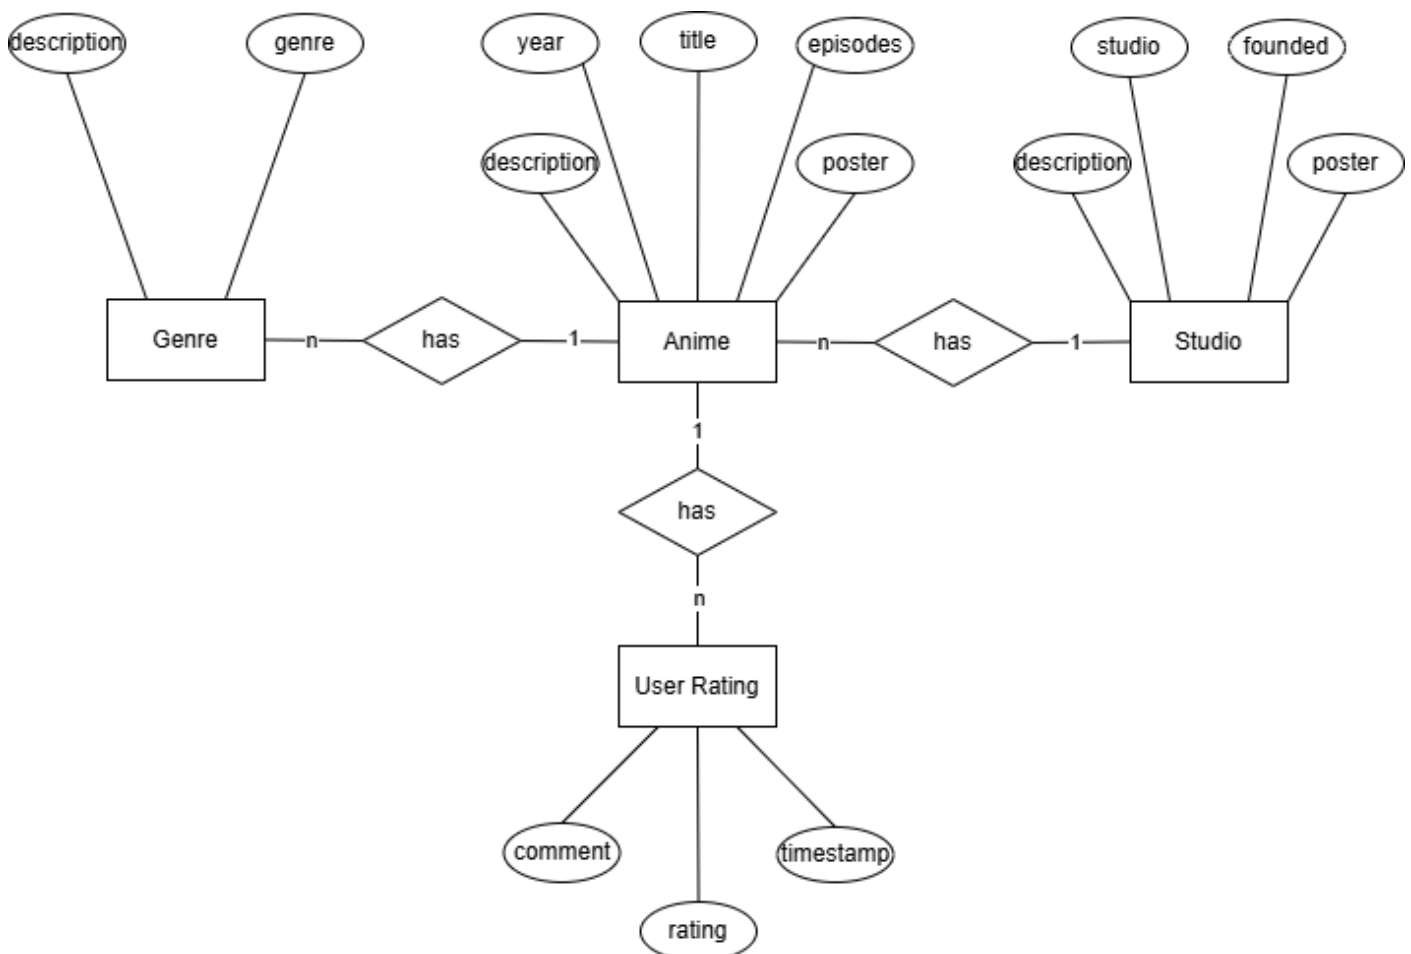 description
genre
year
title
episodes
studio
founded
description
poster
description
poster
Genre
n
has
1
Anime
n
has
1
Studio
1
has
n
User Rating
comment
timestamp
rating